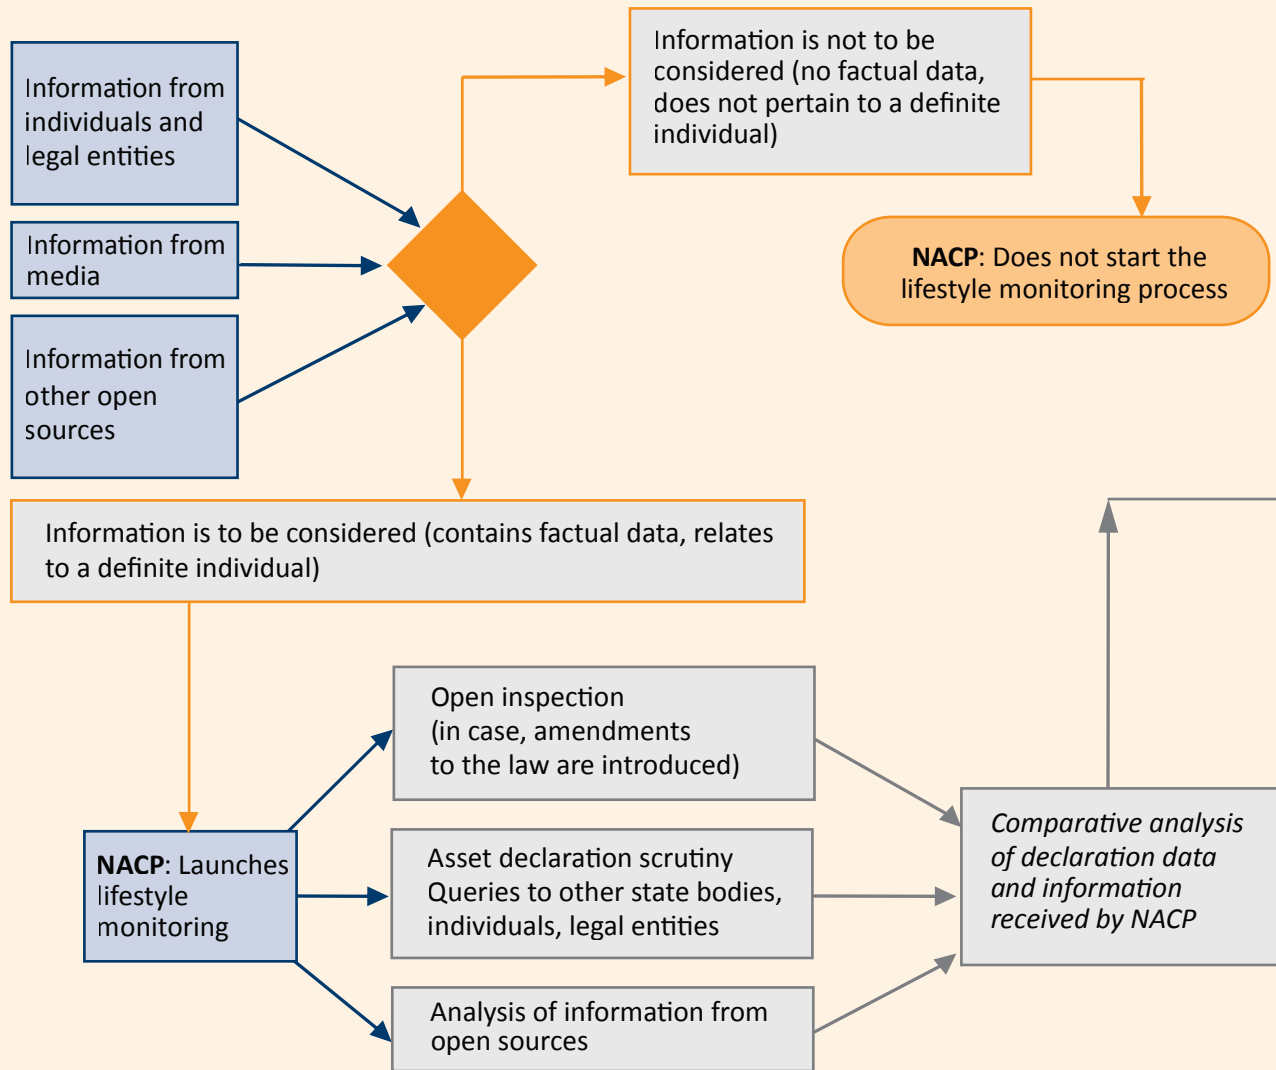 Information from
individuals and
legal entities
Information from
media
Information from
other open
sources
Information is not to be
considered (no factual data,
does not pertain to a definite
individual)
NACP: Does not start the
lifestyle monitoring process
Information is to be considered (contains factual data, relates
to a definite individual)
NACP: Launches
lifestyle
monitoring
Open inspection
(in case, amendments
to the law are introduced)
Asset declaration scrutiny
Queries to other state bodies,
individuals, legal entities
Analysis of information from
open sources
Comparative analysis
of declaration data
and information
received by NACP